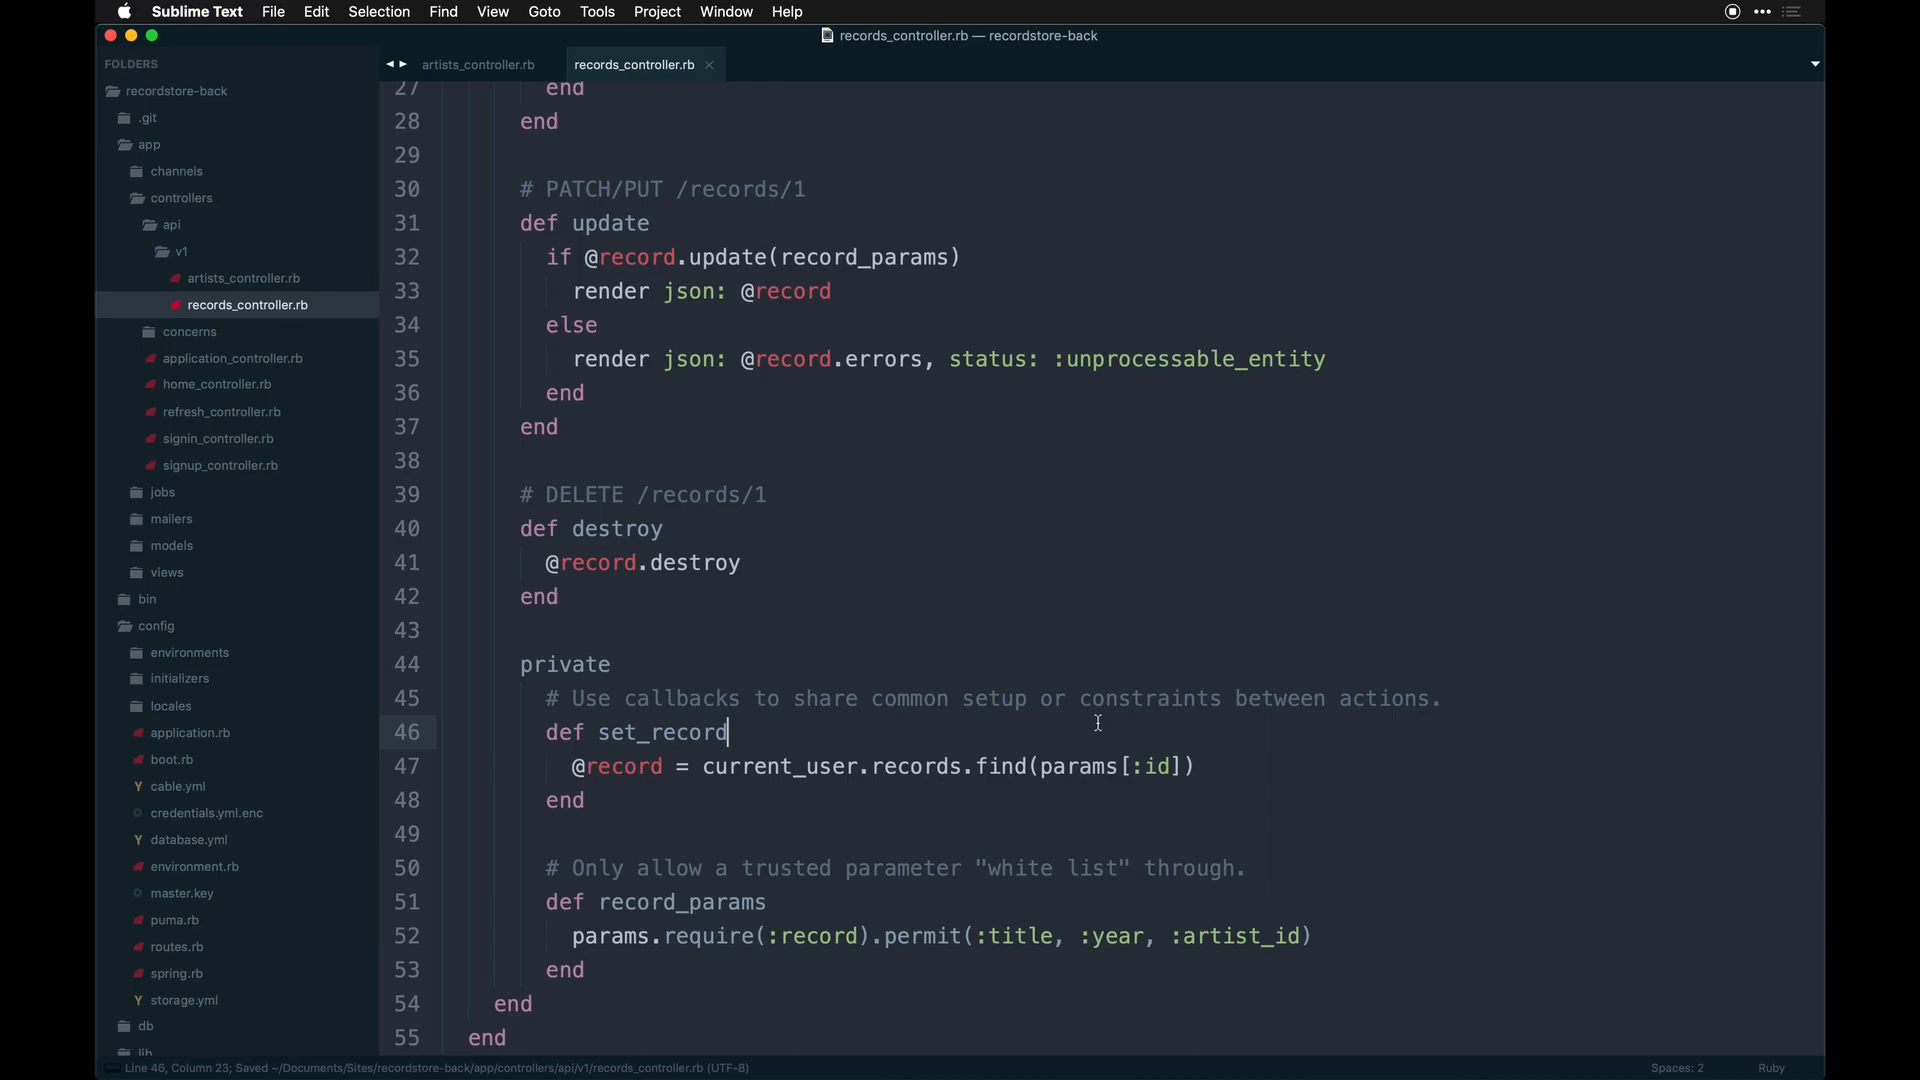 Sublime Text File Edit Selection Find View Goto Tools Project Window Help
records_controller.rb — recordstore-back
FOLDERS
recordstore-back
.git
app
channels
controllers
api
v1
artists_controller.rb
records_controller.rb
concerns
application_controller.rb
home_controller.rb
refresh_controller.rb
signin_controller.rb
signup_controller.rb
jobs
mailers
models
views
bin
config
environments
initializers
locales
application.rb
boot.rb
Y cable.yml
credentials.yml.enc
Y database.yml
environment.rb
master.key
puma.rb
routes.rb
spring.rb
Y storage.yml
db
lib
artists_controller.rb records_controller.rb
27 end
28 end
29
30 # PATCH/PUT /records/1
31 def update
32 if @record.update(record_params)
33 render json: @record
34 else
35 render json: @record.errors, status: :unprocessable_entity
36 end
37 end
38
39 # DELETE /records/1
40 def destroy
41 @record.destroy
42 end
43
44 private
45 # Use callbacks to share common setup or constraints between actions.
46 def set_record
47 @record = current_user.records.find(params[:id])
48 end
49
50 # Only allow a trusted parameter "white list" through.
51 def record_params
52 params.require(:record).permit(:title, :year, :artist_id)
53 end
54 end
55 end
Line 46, Column 23; Saved ~/Documents/Sites/recordstore-back/app/controllers/api/v1/records_controller.rb (UTF-8) Spaces: 2 Ruby